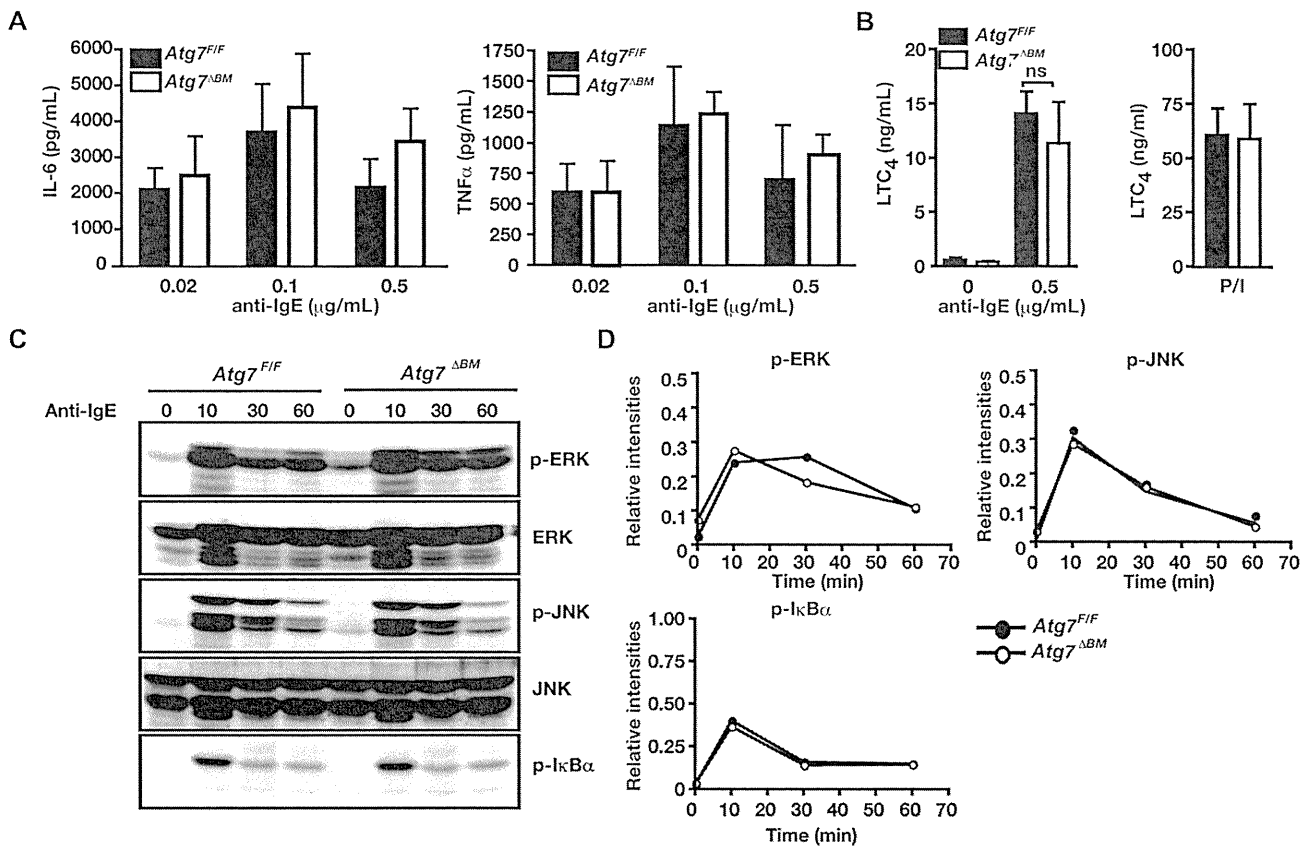 A
IL-6 (pg/mL)
6000
5000
4000
3000
2000
1000
0
Atg7F/F
Atg7ΔBM
0.02 0.1 0.5
anti-IgE (μg/mL)
TNFα (pg/mL)
1750
1500
1250
1000
750
500
250
0
Atg7F/F
Atg7ΔBM
0.02 0.1 0.5
anti-IgE (μg/mL)
B
Atg7F/F
Atg7ΔBM
LTC4 (ng/mL)
20
15
10
5
0
ns
0 0.5
anti-IgE (μg/mL)
LTC4 (ng/ml)
100
75
50
25
0
P/I
C
Atg7 F/F Atg7 ΔBM
Anti-IgE 0 10 30 60 0 10 30 60
p-ERK
ERK
p-JNK
JNK
p-IκBα
D
p-ERK
Relative intensities
0.5
0.4
0.3
0.2
0.1
0
0 10 20 30 40 50 60 70
Time (min)
p-JNK
Relative intensities
0.5
0.4
0.3
0.2
0.1
0
0 10 20 30 40 50 60 70
Time (min)
p-IκBα
Relative intensities
1.00
0.75
0.50
0.25
0
0 10 20 30 40 50 60 70
Time (min)
Atg7F/F
Atg7 ΔBM